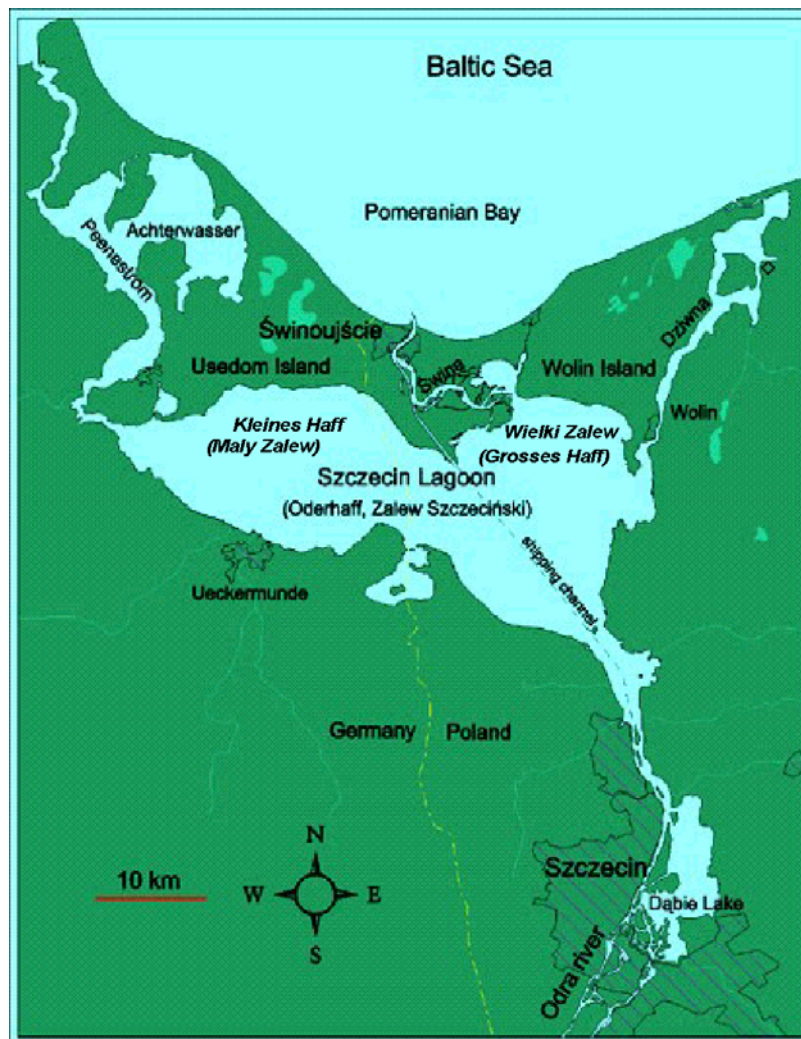 Baltic Sea
Pomeranian Bay
Achterwasser
Peenestrom
Świnoujście
Usedom Island
Świna
Wolin Island
Dziwna
Wolin
Kleines Haff
(Maly Zalew)
Wielki Zalew
(Grosses Haff)
Szczecin Lagoon
(Oderhaff, Zalew Szczeciński)
shipping channel
Ueckermunde
Germany
Poland
N
W
E
S
10 km
Szczecin
Dąbie Lake
Odra river